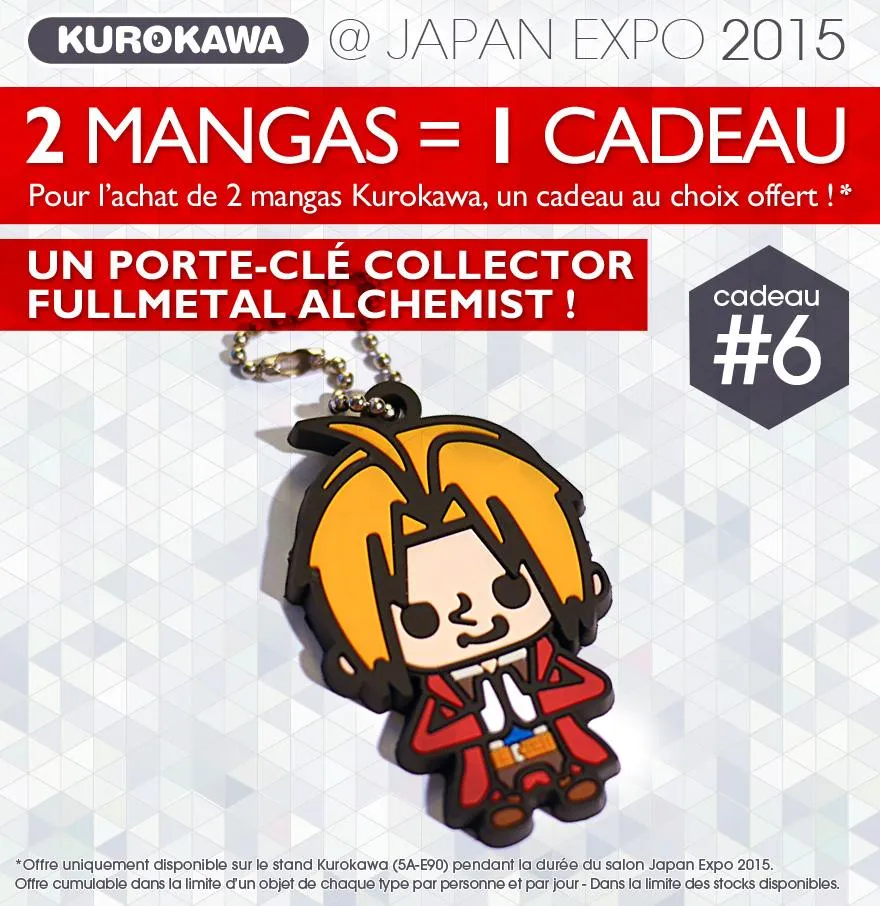 KUROKAWA @ JAPAN EXPO 2015
2 MANGAS = 1 CADEAU
Pour l'achat de 2 mangas Kurokawa, un cadeau au choix offert ! *
UN PORTE-CLÉ COLLECTOR
FULLMETAL ALCHEMIST !
cadeau
#6
*Offre uniquement disponible sur le stand Kurokawa (5A-E90) pendant la durée du salon Japan Expo 2015.
Offre cumulable dans la limite d'un objet de chaque type par personne et par jour - Dans la limite des stocks disponibles.